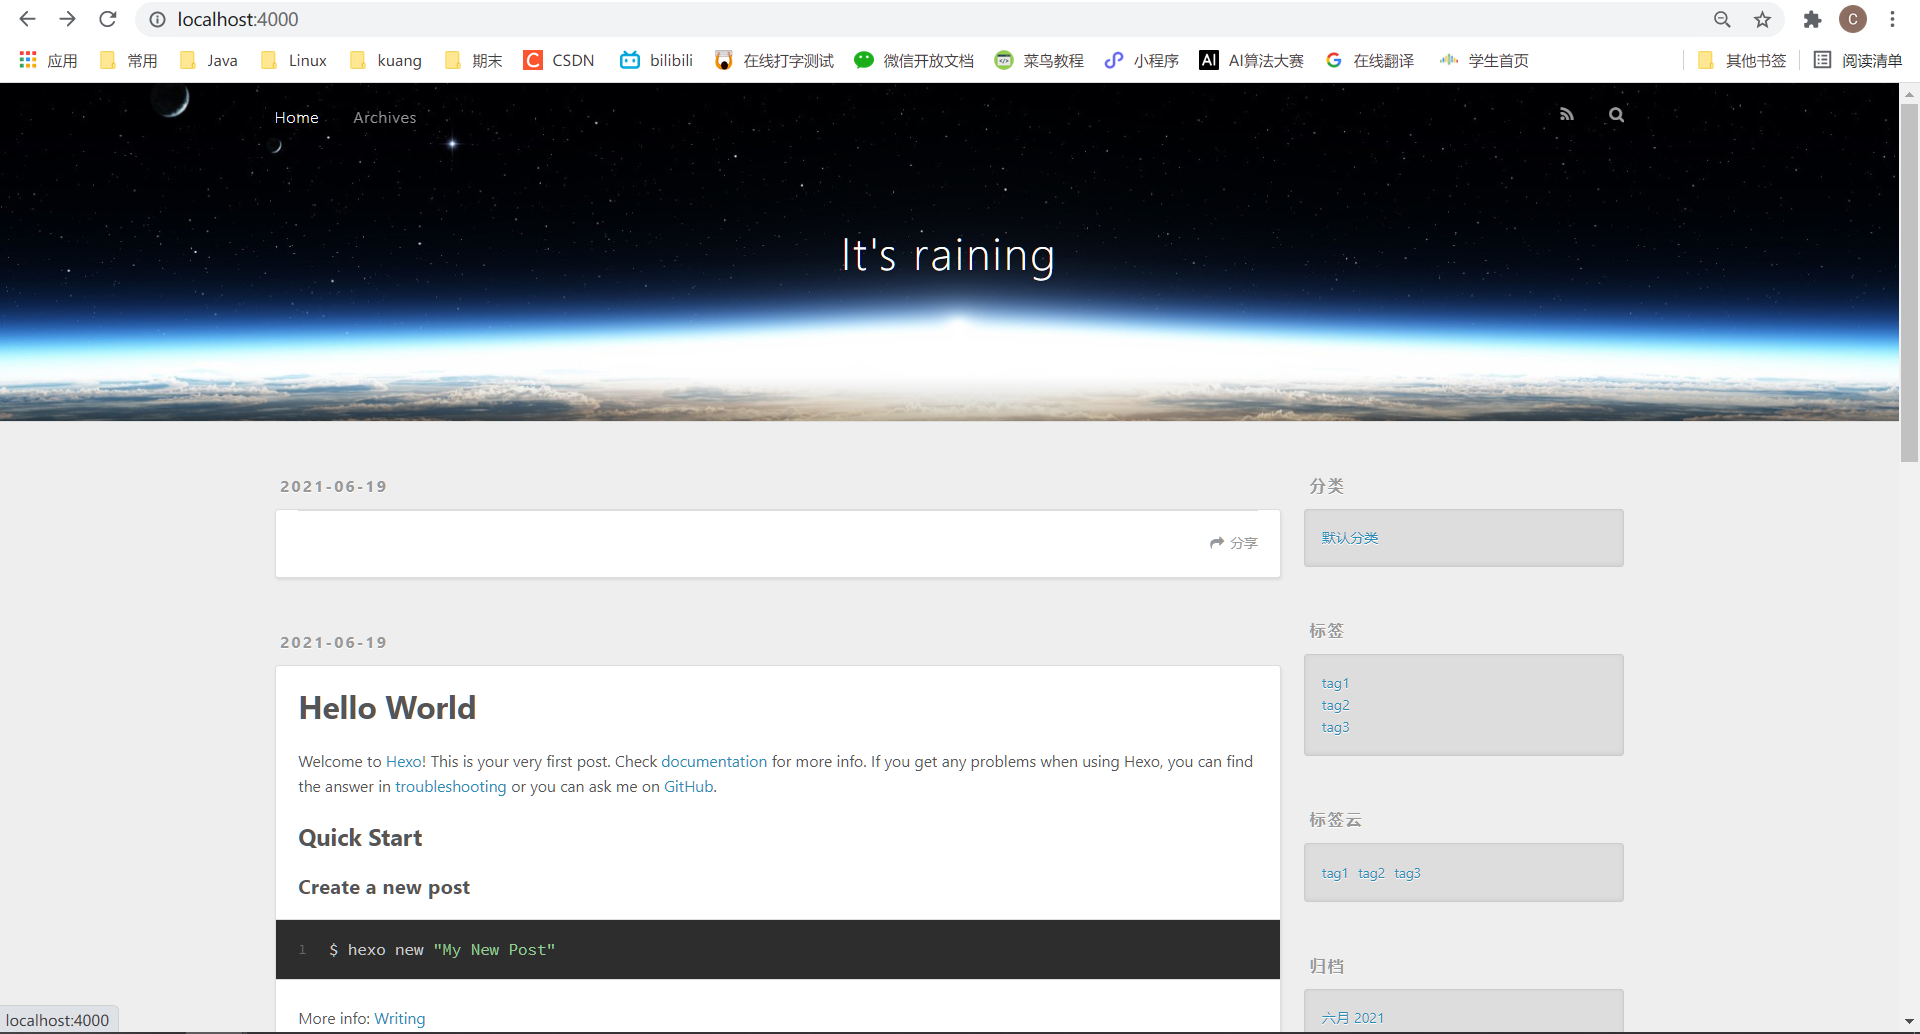 localhost:4000
C
应用 常用 Java Linux kuang 期末 CSDN bilibili 在线打字测试 微信开放文档 菜鸟教程 小程序 AI算法大赛 在线翻译 学生首页 其他书签 阅读清单
Home Archives
It's raining
2021-06-19
分享
2021-06-19
Hello World
Welcome to Hexo! This is your very first post. Check documentation for more info. If you get any problems when using Hexo, you can find
the answer in troubleshooting or you can ask me on GitHub.
Quick Start
Create a new post
1 $ hexo new "My New Post"
More info: Writing
分类
默认分类
标签
tag1
tag2
tag3
标签云
tag1 tag2 tag3
归档
六月 2021
localhost:4000